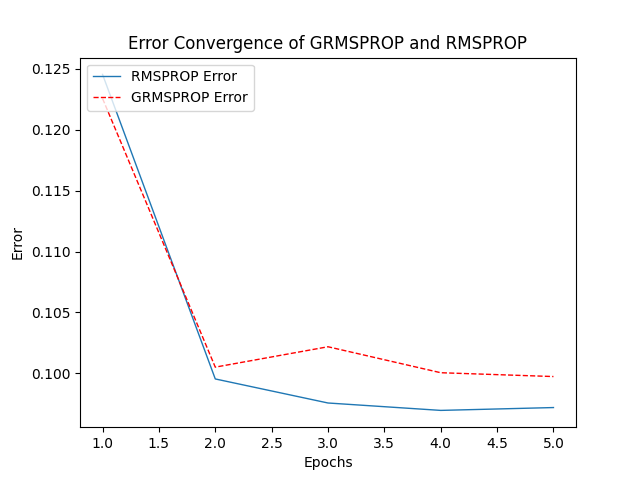 Error Convergence of GRMSPROP and RMSPROP
RMSPROP Error
GRMSPROP Error
0.125
0.120
0.115
0.110
0.105
0.100
Error
1.0 1.5 2.0 2.5 3.0 3.5 4.0 4.5 5.0
Epochs